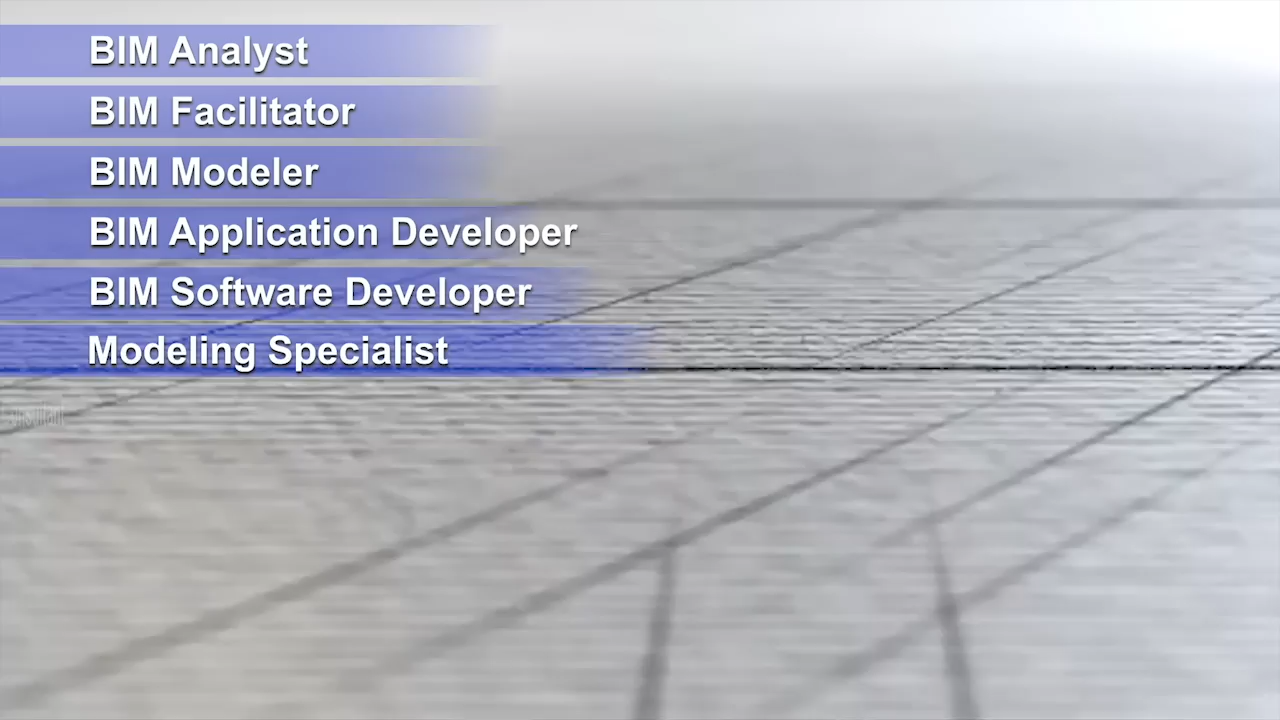 BIM Analyst
BIM Facilitator
BIM Modeler
BIM Application Developer
BIM Software Developer
Modeling Specialist